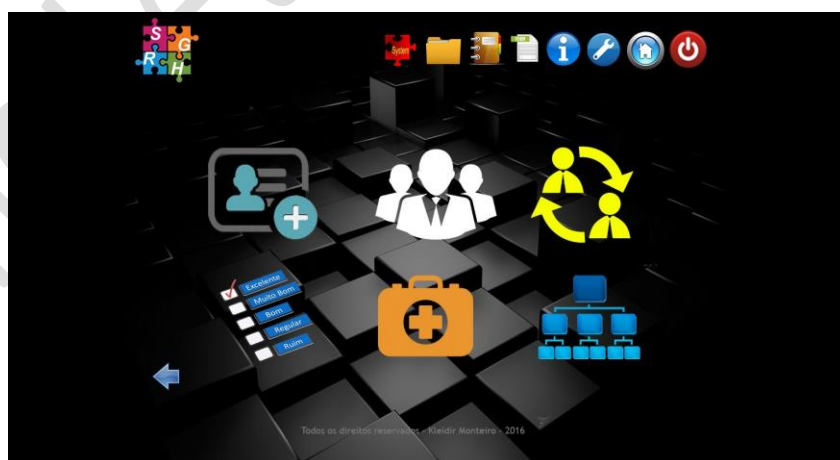 S
G
R
H
System
Excelente
Muito Bom
Bom
Regular
Ruim
Todos os direitos reservados - Kleidir Monteiro - 2016